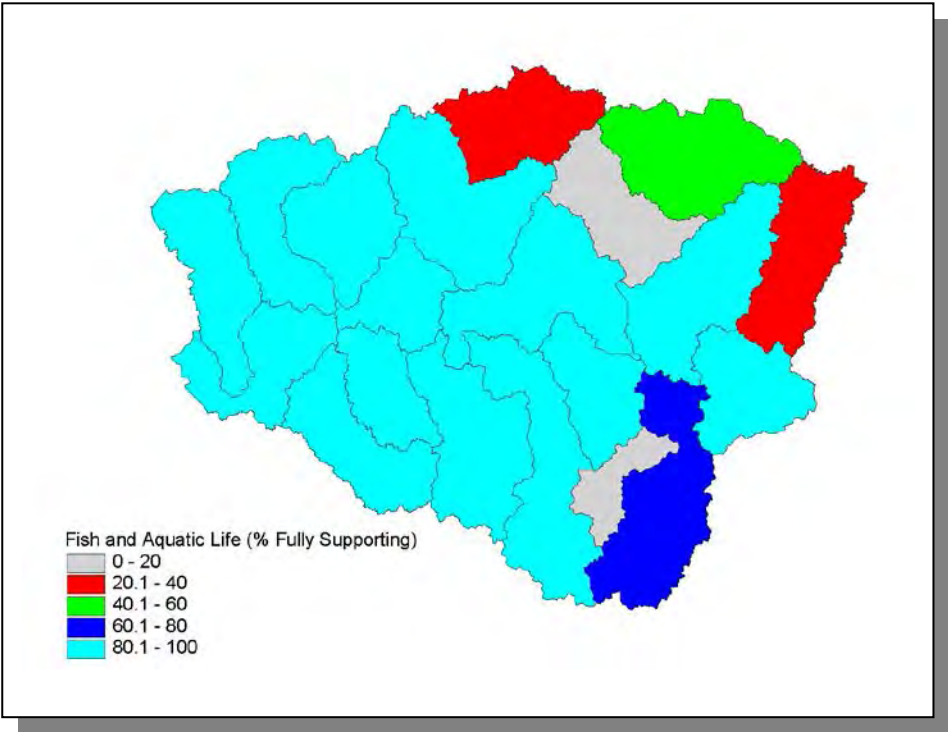 Fish and Aquatic Life (% Fully Supporting)
0 - 20
20.1 - 40
40.1 - 60
60.1 - 80
80.1 - 100